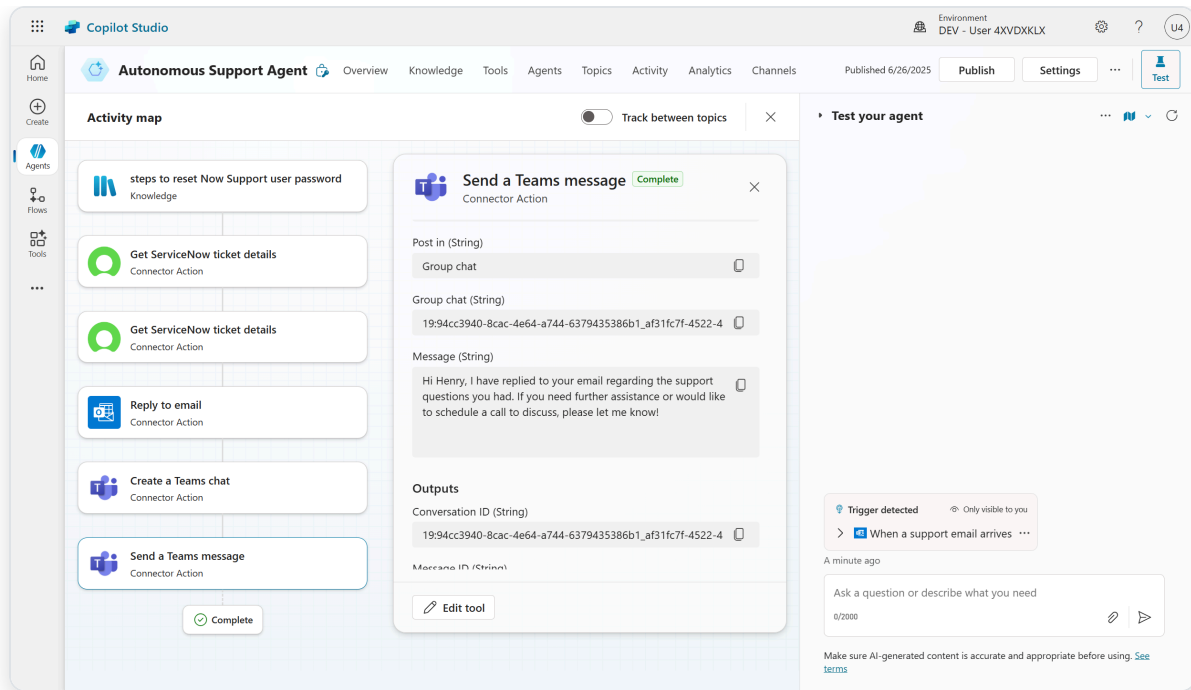 Copilot Studio
Environment
DEV - User 4XVDXKLX
?
U4
Home
Create
Agents
Flows
Tools
Autonomous Support Agent
Overview
Knowledge
Tools
Agents
Topics
Activity
Analytics
Channels
Published 6/26/2025
Publish
Settings
Test
Activity map
Track between topics
steps to reset Now Support user password
Knowledge
Get ServiceNow ticket details
Connector Action
Get ServiceNow ticket details
Connector Action
Reply to email
Connector Action
Create a Teams chat
Connector Action
Send a Teams message
Connector Action
Complete
Send a Teams message
Complete
Connector Action
Post in (String)
Group chat
Group chat (String)
19:94cc3940-8cac-4e64-a744-6379435386b1_af31fc7f-4522-4
Message (String)
Hi Henry, I have replied to your email regarding the support
questions you had. If you need further assistance or would like
to schedule a call to discuss, please let me know!
Outputs
Conversation ID (String)
19:94cc3940-8cac-4e64-a744-6379435386b1_af31fc7f-4522-4
Message ID (String)
Edit tool
Test your agent
Trigger detected
Only visible to you
When a support email arrives
A minute ago
Ask a question or describe what you need
0/2000
Make sure AI-generated content is accurate and appropriate before using. See
terms